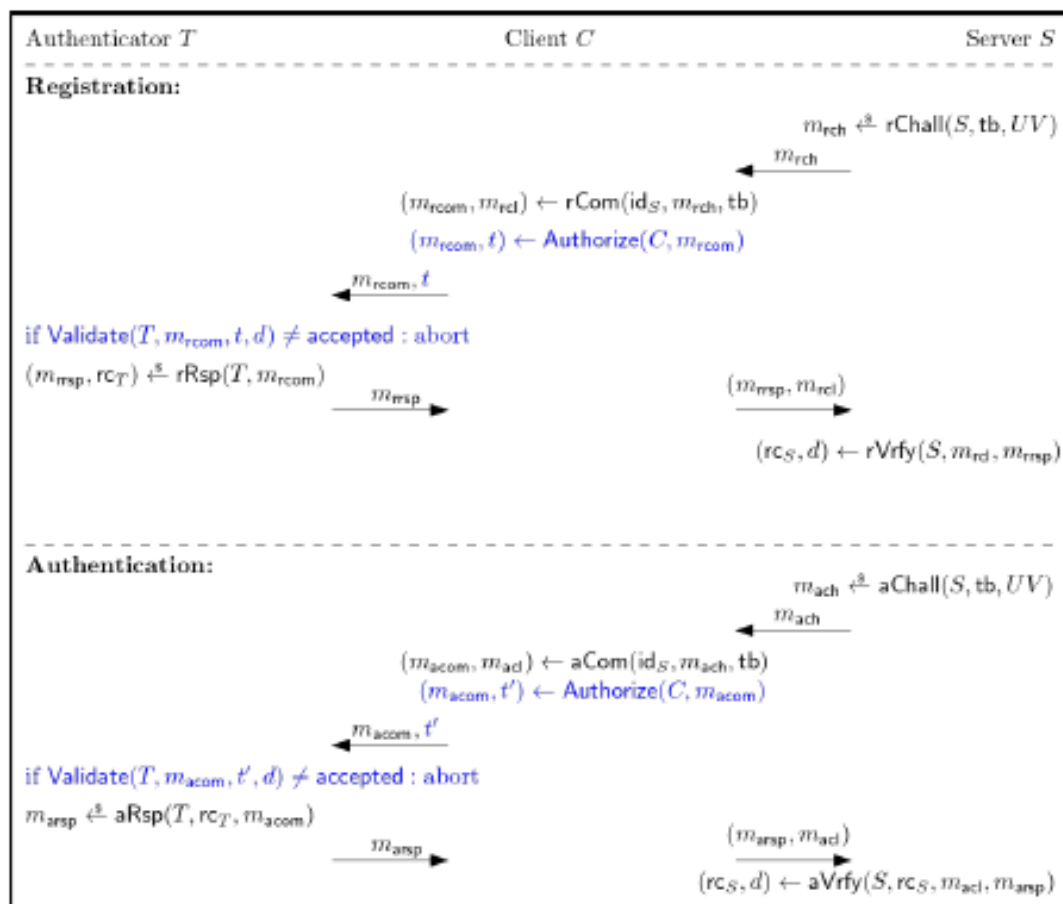 Authenticator T Client C Server S
Registration:
m_rch ←$ rChall(S, tb, UV)
m_rch
(m_rcom, m_rcl) ← rCom(id_S, m_rch, tb)
(m_rcom, t) ← Authorize(C, m_rcom)
m_rcom, t
if Validate(T, m_rcom, t, d) ≠ accepted : abort
(m_rrsp, rc_T) ←$ rRsp(T, m_rcom)
m_rrsp (m_rrsp, m_rcl)
(rc_S, d) ← rVrfy(S, m_rcl, m_rrsp)
Authentication:
m_ach ←$ aChall(S, tb, UV)
m_ach
(m_acom, m_acl) ← aCom(id_S, m_ach, tb)
(m_acom, t′) ← Authorize(C, m_acom)
m_acom, t′
if Validate(T, m_acom, t′, d) ≠ accepted : abort
m_arsp ←$ aRsp(T, rc_T, m_acom)
m_arsp (m_arsp, m_acl)
(rc_S, d) ← aVrfy(S, rc_S, m_acl, m_arsp)